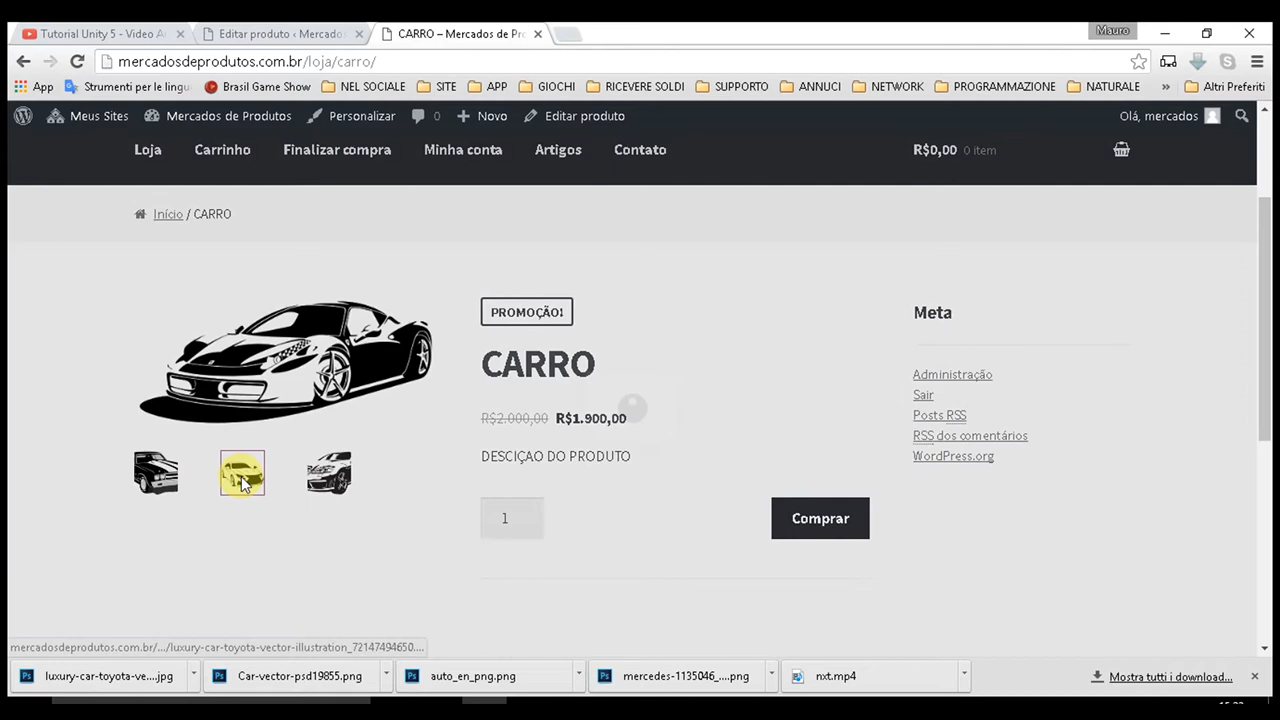 Tutorial Unity 5 - Video A
Editar produto ‹ Mercados
CARRO – Mercados de Pro
Mauro
mercadosdeprodutos.com.br/loja/carro/
App
Strumenti per le lingu
Brasil Game Show
NEL SOCIALE
SITE
APP
GIOCHI
RICEVERE SOLDI
SUPPORTO
ANNUCI
NETWORK
PROGRAMMAZIONE
NATURALE
»
Altri Preferiti
Meus Sites
Mercados de Produtos
Personalizar
0
Novo
Editar produto
Olá, mercados
Loja
Carrinho
Finalizar compra
Minha conta
Artigos
Contato
R$0,00 0 item
Início / CARRO
PROMOÇÃO!
CARRO
R$2.000,00 R$1.900,00
DESCIÇAO DO PRODUTO
1
Comprar
Meta
Administração
Sair
Posts RSS
RSS dos comentários
WordPress.org
mercadosdeprodutos.com.br/.../luxury-car-toyota-vector-illustration_72147494650....
luxury-car-toyota-ve....jpg
Car-vector-psd19855.png
auto_en_png.png
mercedes-1135046_....png
nxt.mp4
Mostra tutti i download...